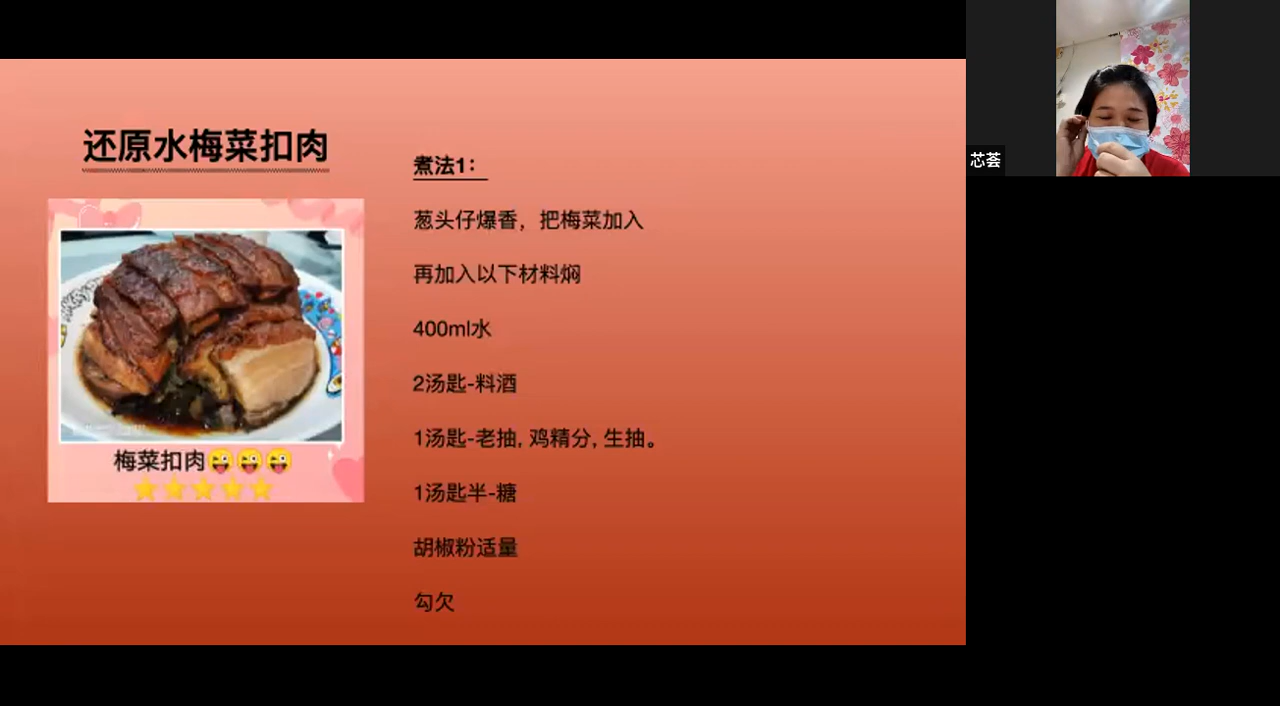 还原水梅菜扣肉
煮法1：
葱头仔爆香，把梅菜加入
再加入以下材料焖
400ml水
2汤匙-料酒
1汤匙-老抽, 鸡精分, 生抽。
1汤匙半-糖
胡椒粉适量
勾欠
梅菜扣肉😜😜😜
⭐⭐⭐⭐⭐
芯荟